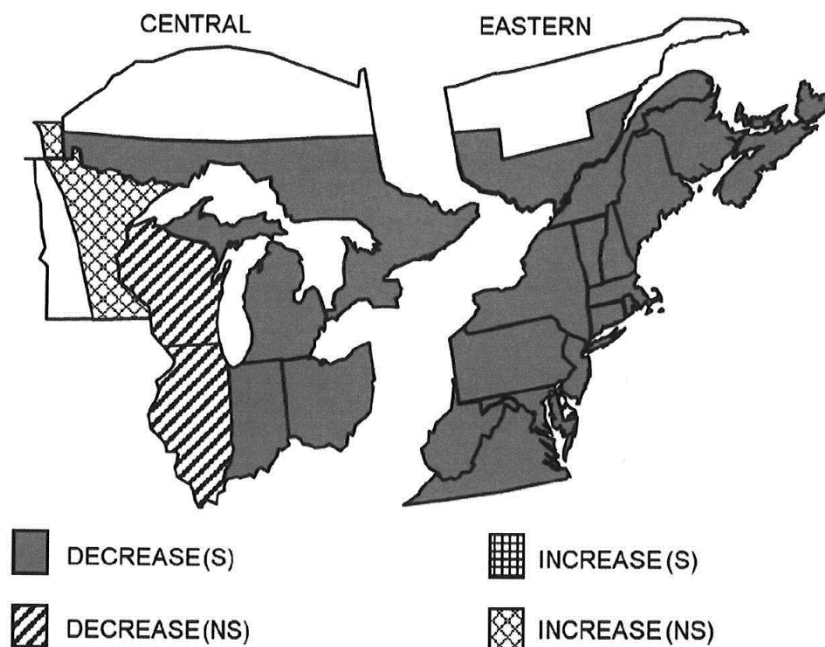 CENTRAL
EASTERN
DECREASE(S)
INCREASE(S)
DECREASE(NS)
INCREASE(NS)